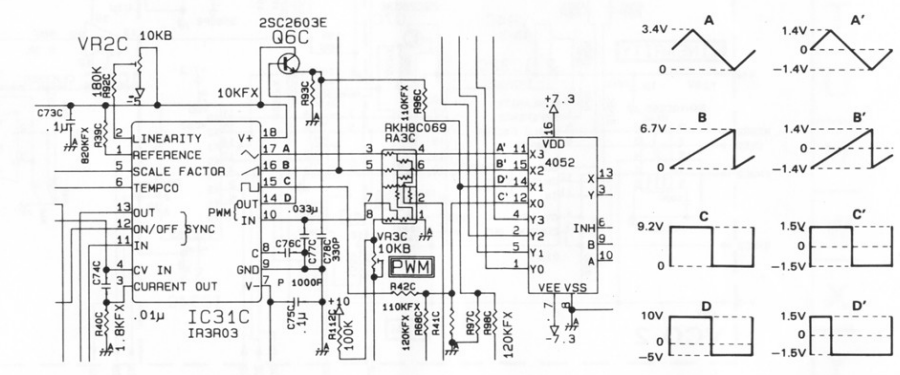 2SC2603E
Q6C
VR2C 10KB
180K
R92C
-5
10KFX
R93C
A
110KFX
R96C
C73C
.1µ
A
R39C
820KFX
RKH8C069
RA3C
+7.3
2 LINEARITY V+ 18
1 REFERENCE 17 A
5 SCALE FACTOR 16 B
6 TEMPCO 15 C
OUT 14 D
PWM
IN 10
13 OUT
12 ON/OFF SYNC
11 IN
C 8
4 CV IN GND 9
3 CURRENT OUT V- 7
IC31C
IR3R03
.033µ
C76C
C77C
C78C
330P
P 1000P
C75C
.1µ
A
+10
R112C
100K
A
C74C
.01µ
R40C
1.8KFX
A
3 4
5 6
7 2
8 1
A
VR3C
10KB
PWM
R42C
110KFX
120KFX
R68C
R41C
A
R97C
R98C
120KFX
16
VDD
4052
A' 11 X3
B' 15 X2
D' 14 X1
C' 12 X0
4 Y3
2 Y2
5 Y1
1 Y0
X 13
Y 3
INH 6
B 9
A 10
VEE VSS
7 8
-7.3
A
A
3.4V
0
A'
1.4V
0
-1.4V
B
6.7V
0
B'
1.4V
0
-1.4V
C
9.2V
0
C'
1.5V
0
-1.5V
D
10V
0
-5V
D'
1.5V
0
-1.5V